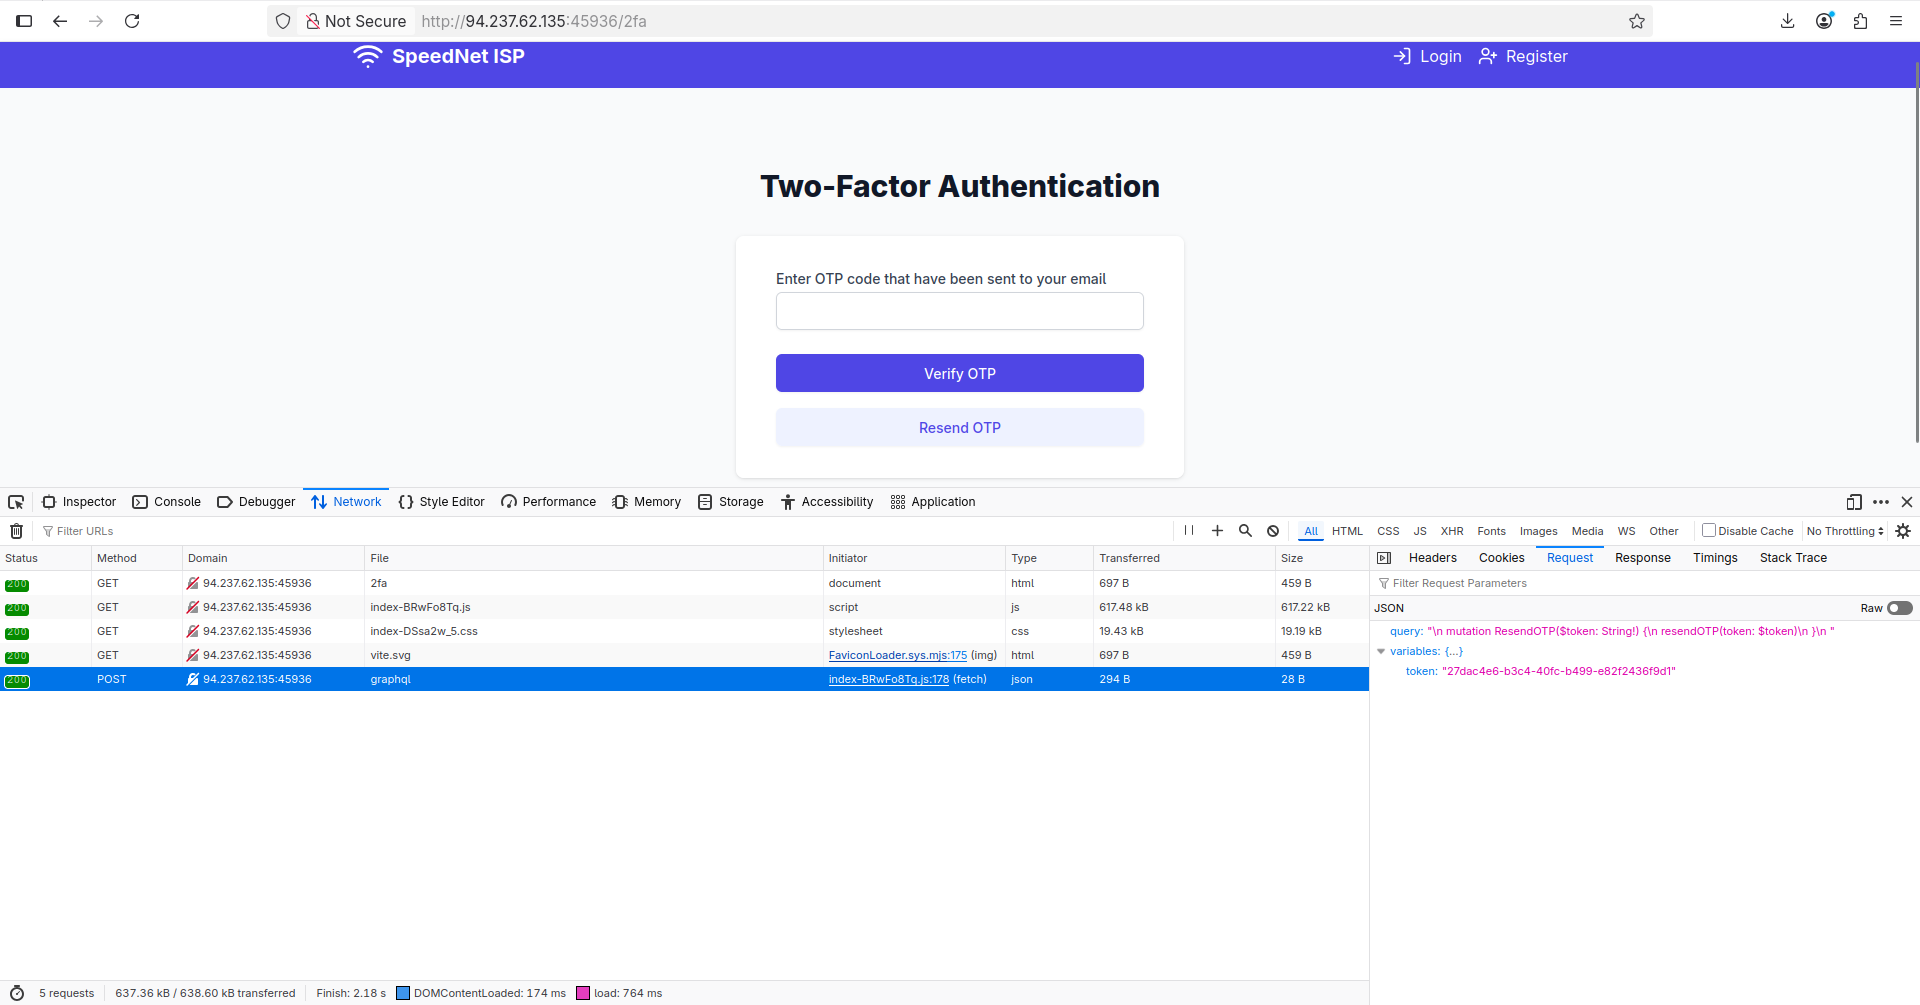 Not Secure http://94.237.62.135:45936/2fa
SpeedNet ISP Login Register
Two-Factor Authentication
Enter OTP code that have been sent to your email
Verify OTP
Resend OTP
Inspector Console Debugger Network Style Editor Performance Memory Storage Accessibility Application
Filter URLs All HTML CSS JS XHR Fonts Images Media WS Other Disable Cache No Throttling
Status Method Domain File Initiator Type Transferred Size Headers Cookies Request Response Timings Stack Trace
200 GET 94.237.62.135:45936 2fa document html 697 B 459 B Filter Request Parameters
200 GET 94.237.62.135:45936 index-BRwFo8Tq.js script js 617.48 kB 617.22 kB JSON Raw
200 GET 94.237.62.135:45936 index-DSsa2w_5.css stylesheet css 19.43 kB 19.19 kB query: "\n mutation ResendOTP($token: String!) {\n resendOTP(token: $token)\n }\n "
200 GET 94.237.62.135:45936 vite.svg FaviconLoader.sys.mjs:175 (img) html 697 B 459 B variables: {...}
200 POST 94.237.62.135:45936 graphql index-BRwFo8Tq.js:178 (fetch) json 294 B 28 B token: "27dac4e6-b3c4-40fc-b499-e82f2436f9d1"
5 requests 637.36 kB / 638.60 kB transferred Finish: 2.18 s DOMContentLoaded: 174 ms load: 764 ms